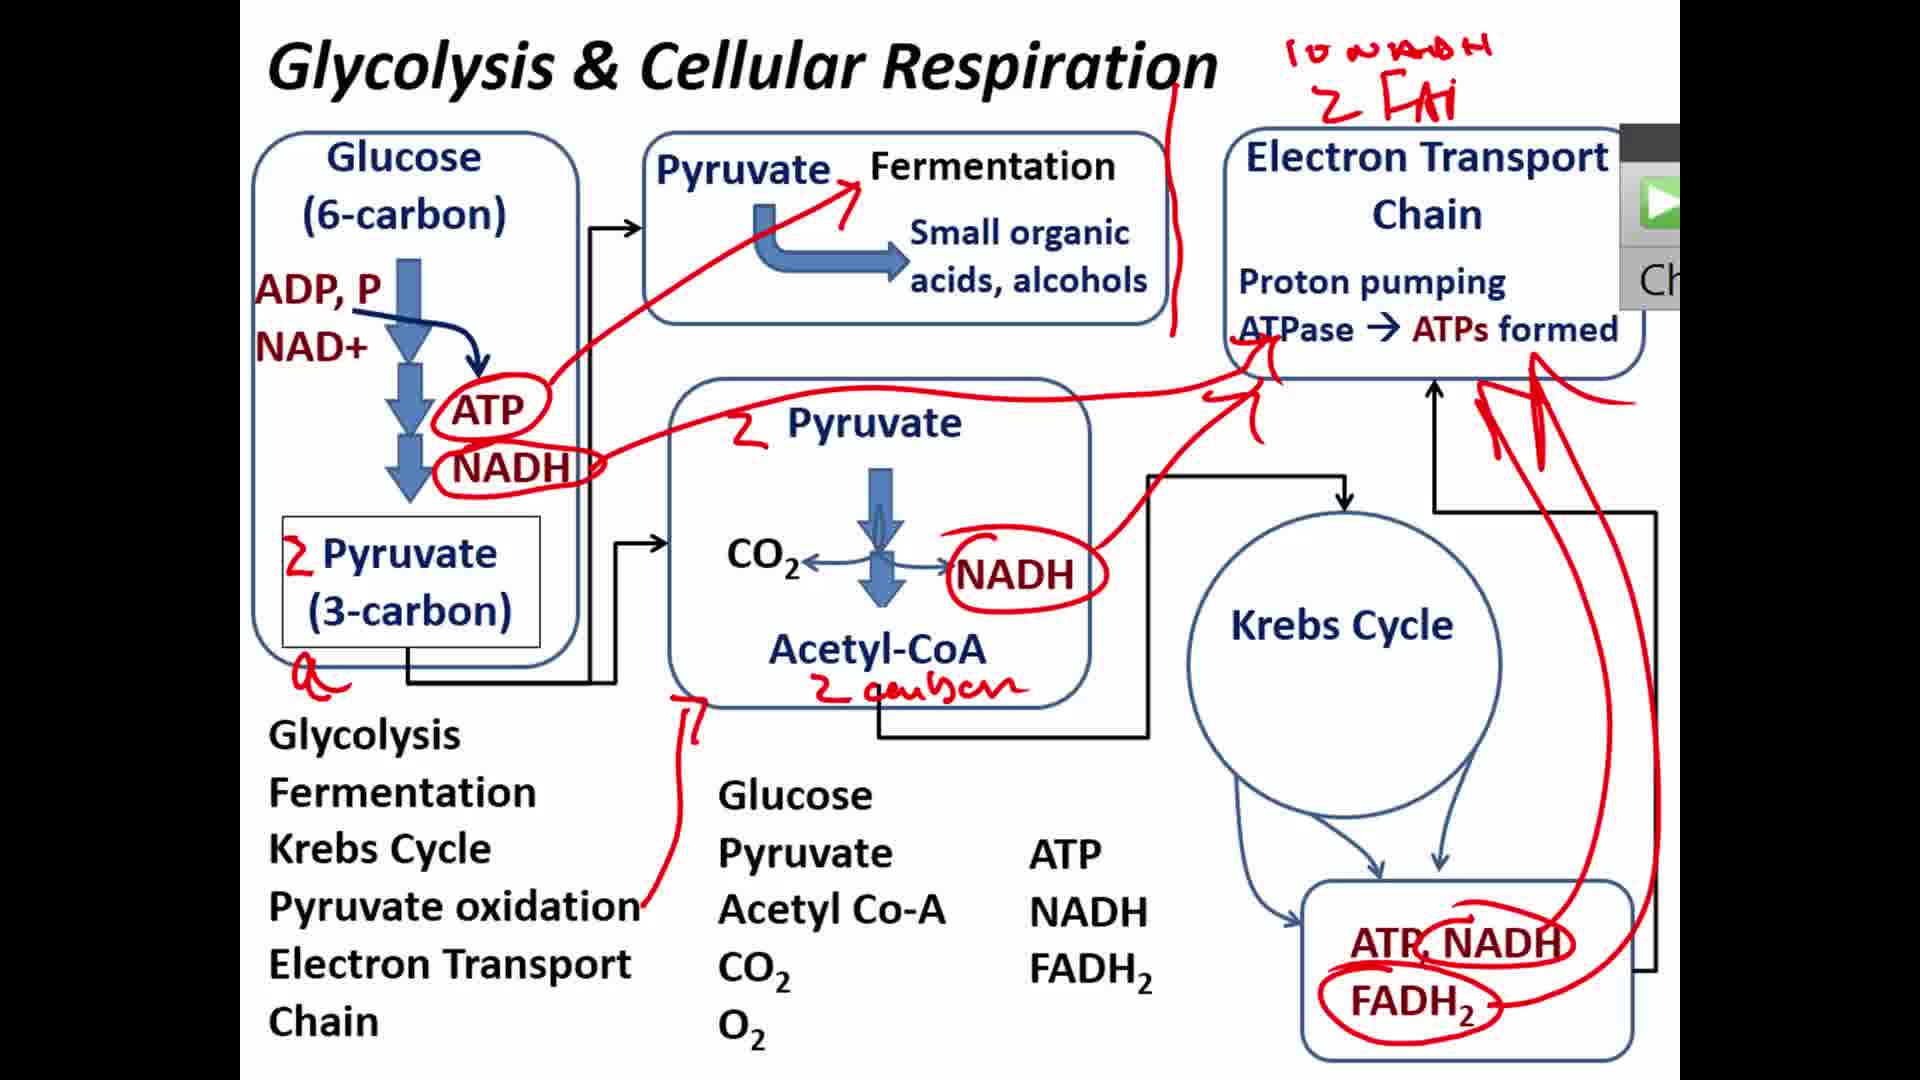 Glycolysis & Cellular Respiration
10 NADH
2
Glucose
(6-carbon)
ADP, P
NAD+
ATP
NADH
2 Pyruvate
(3-carbon)
Pyruvate
Fermentation
Small organic
acids, alcohols
Electron Transport
Chain
Proton pumping
ATPase → ATPs formed
Ch
2 Pyruvate
CO₂
NADH
Acetyl-CoA
2 carbon
Krebs Cycle
ATP, NADH
FADH₂
Glycolysis
Fermentation
Krebs Cycle
Pyruvate oxidation
Electron Transport
Chain
Glucose
Pyruvate
Acetyl Co-A
CO₂
O₂
ATP
NADH
FADH₂